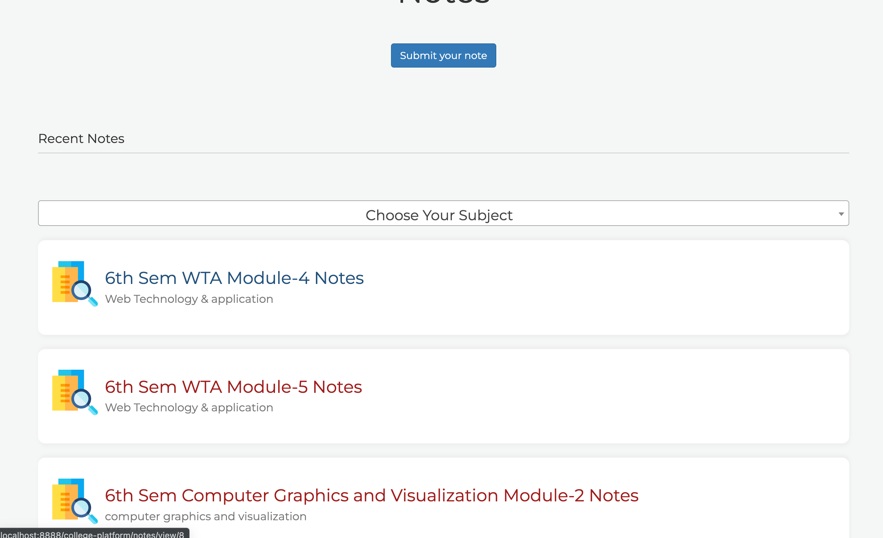 Notes
Submit your note
Recent Notes
Choose Your Subject
6th Sem WTA Module-4 Notes
Web Technology & application
6th Sem WTA Module-5 Notes
Web Technology & application
6th Sem Computer Graphics and Visualization Module-2 Notes
computer graphics and visualization
localhost:8888/college-platform/notes/view/8